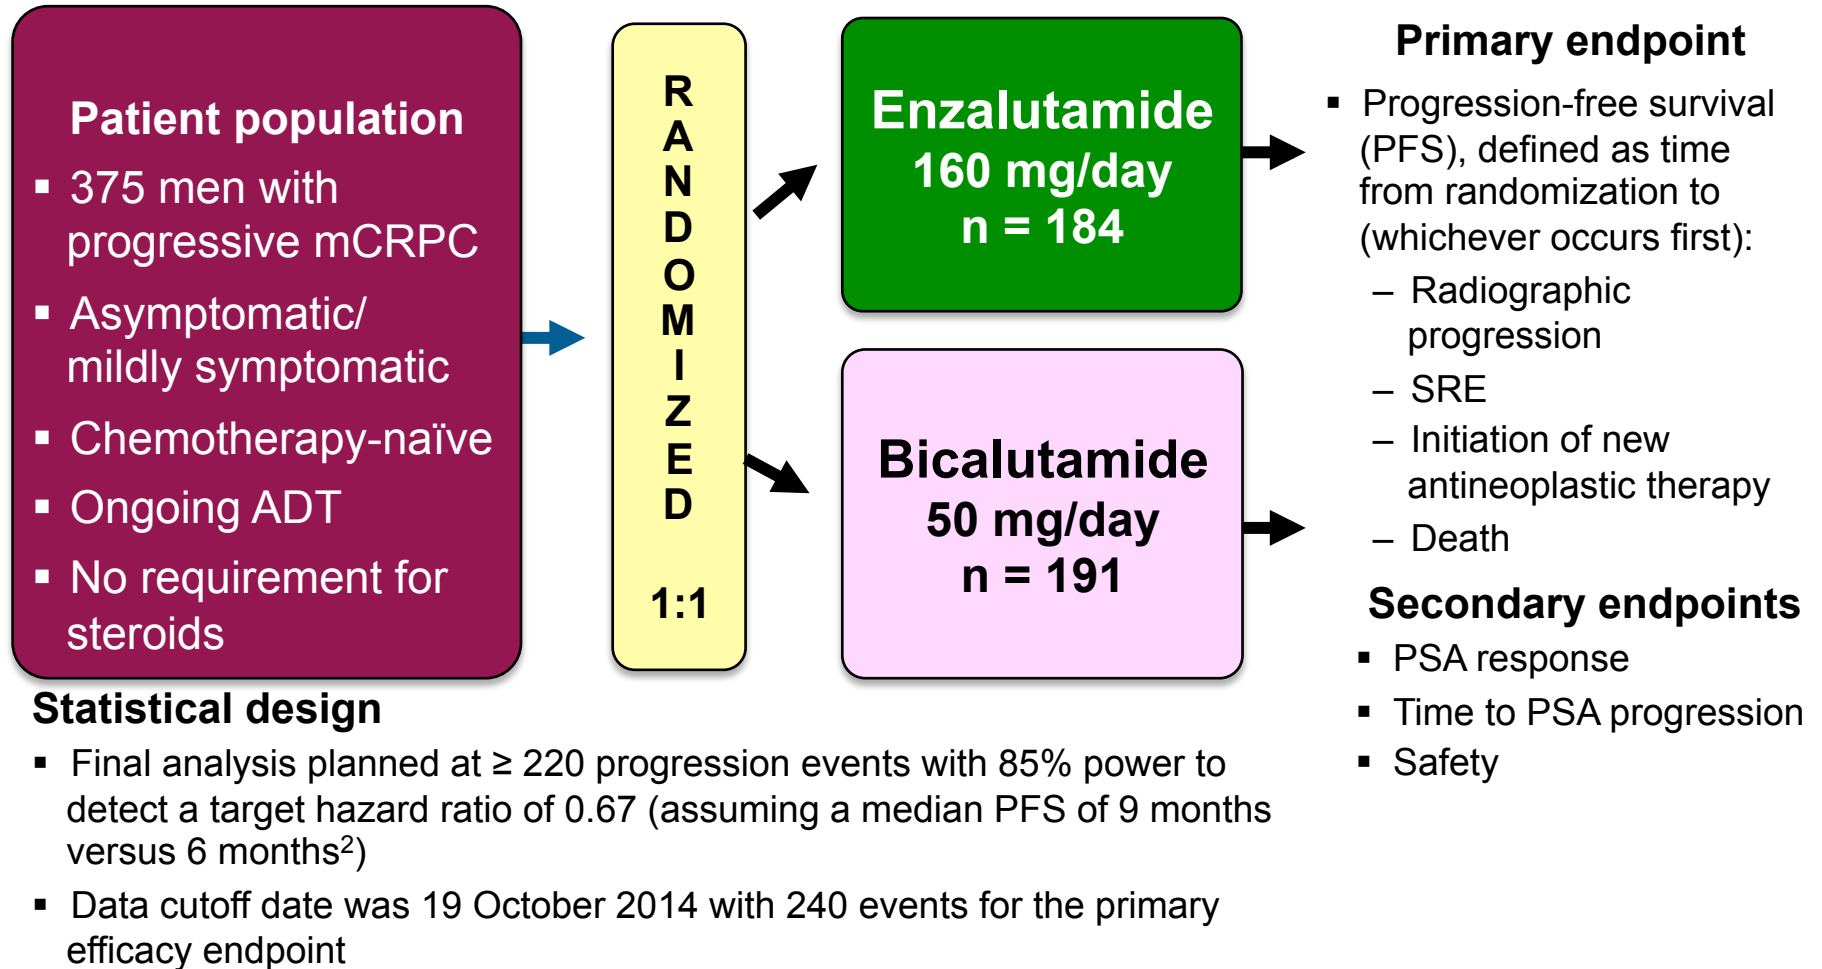 Patient population
▪ 375 men with
progressive mCRPC
▪ Asymptomatic/
mildly symptomatic
▪ Chemotherapy-naïve
▪ Ongoing ADT
▪ No requirement for
steroids
R
A
N
D
O
M
I
Z
E
D
1:1
Enzalutamide
160 mg/day
n = 184
Bicalutamide
50 mg/day
n = 191
Primary endpoint
▪ Progression-free survival
(PFS), defined as time
from randomization to
(whichever occurs first):
– Radiographic
progression
– SRE
– Initiation of new
antineoplastic therapy
– Death
Secondary endpoints
▪ PSA response
▪ Time to PSA progression
▪ Safety
Statistical design
▪ Final analysis planned at ≥ 220 progression events with 85% power to
detect a target hazard ratio of 0.67 (assuming a median PFS of 9 months
versus 6 months²)
▪ Data cutoff date was 19 October 2014 with 240 events for the primary
efficacy endpoint